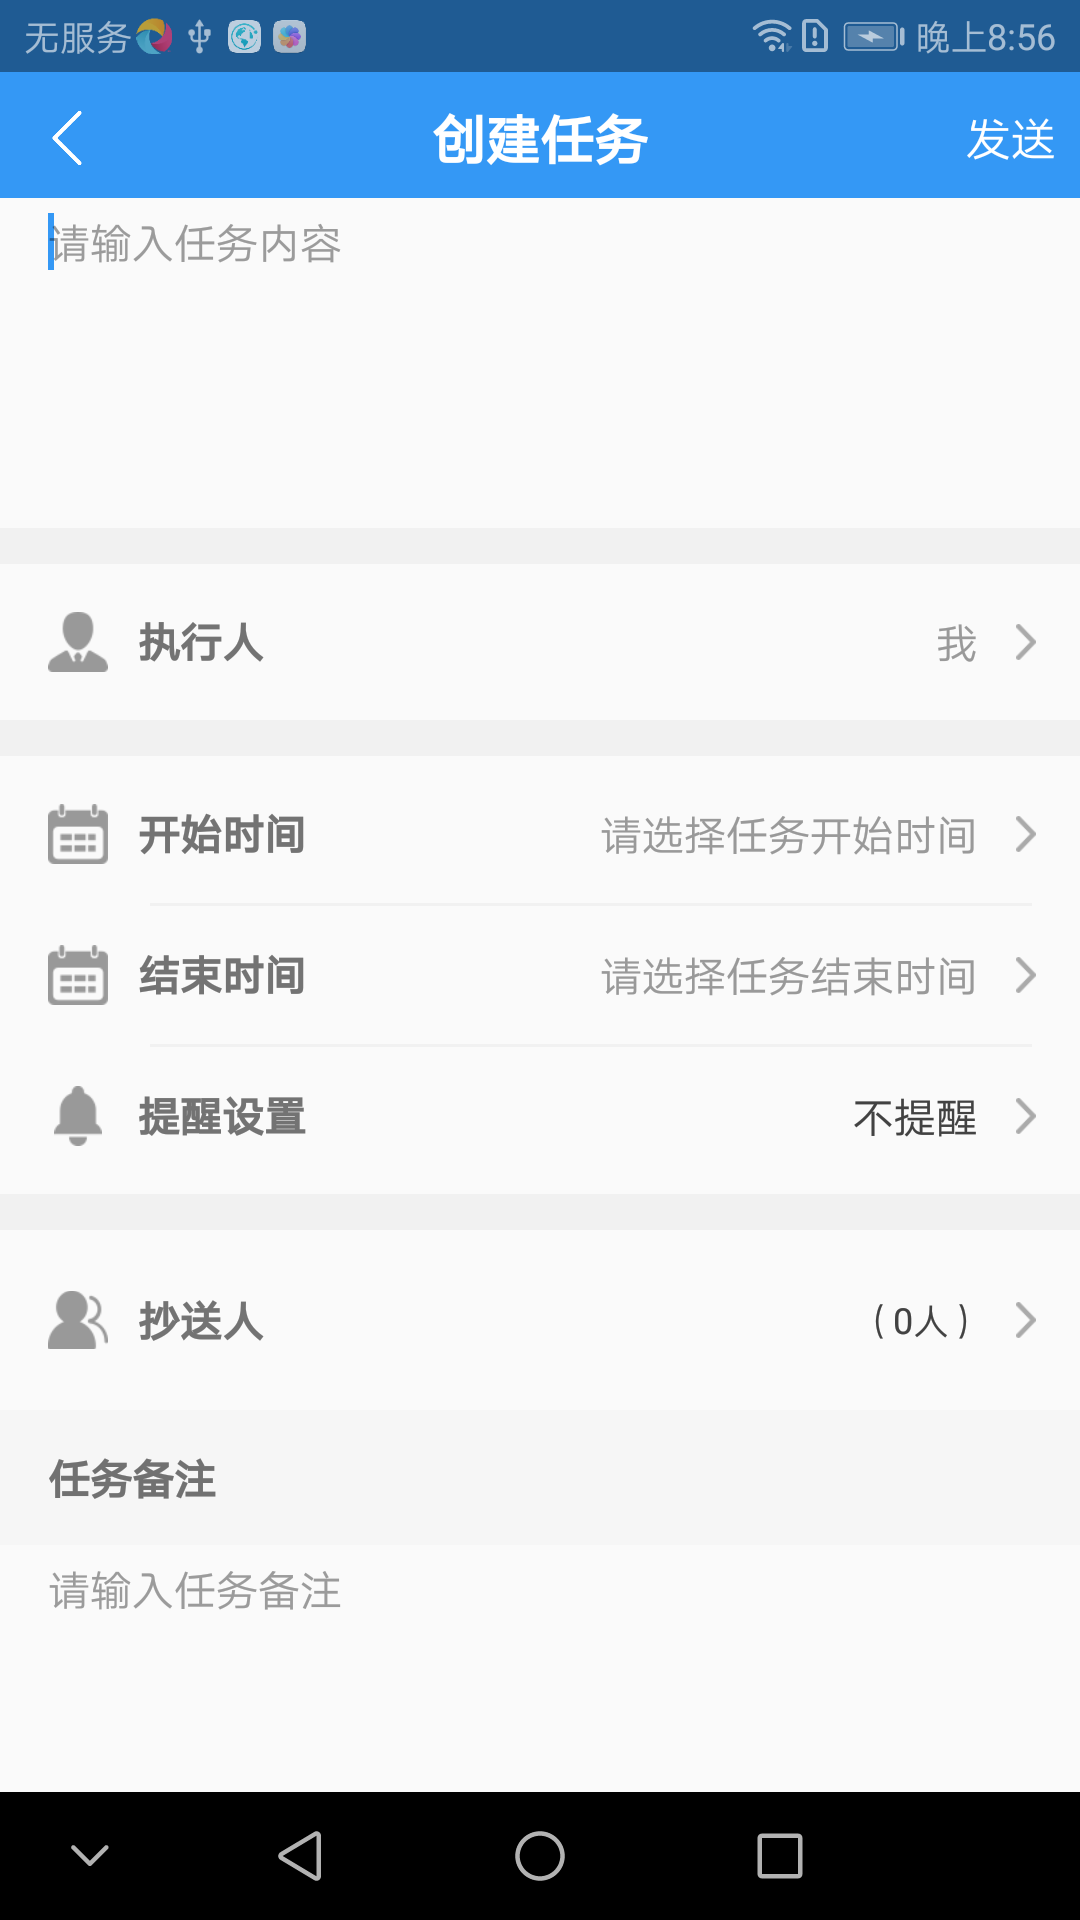 无服务 晚上8:56
创建任务 发送
请输入任务内容
执行人 我
开始时间 请选择任务开始时间
结束时间 请选择任务结束时间
提醒设置 不提醒
抄送人 （0人）
任务备注
请输入任务备注